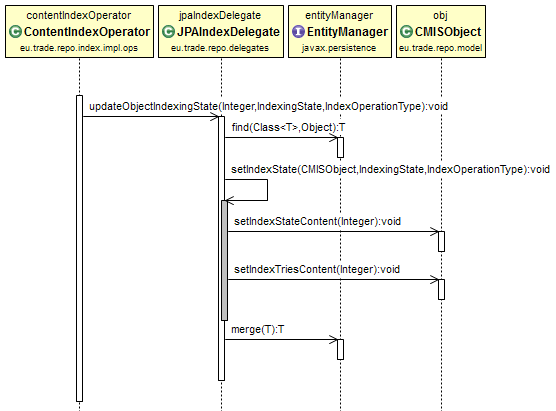 contentIndexOperator
C ContentIndexOperator
eu.trade.repo.index.impl.ops
jpaIndexDelegate
C JPAIndexDelegate
eu.trade.repo.delegates
entityManager
I EntityManager
javax.persistence
obj
C CMISObject
eu.trade.repo.model
updateObjectIndexingState(Integer,IndexingState,IndexOperationType):void
find(Class<T>,Object):T
setIndexState(CMISObject,IndexingState,IndexOperationType):void
setIndexStateContent(Integer):void
setIndexTriesContent(Integer):void
merge(T):T